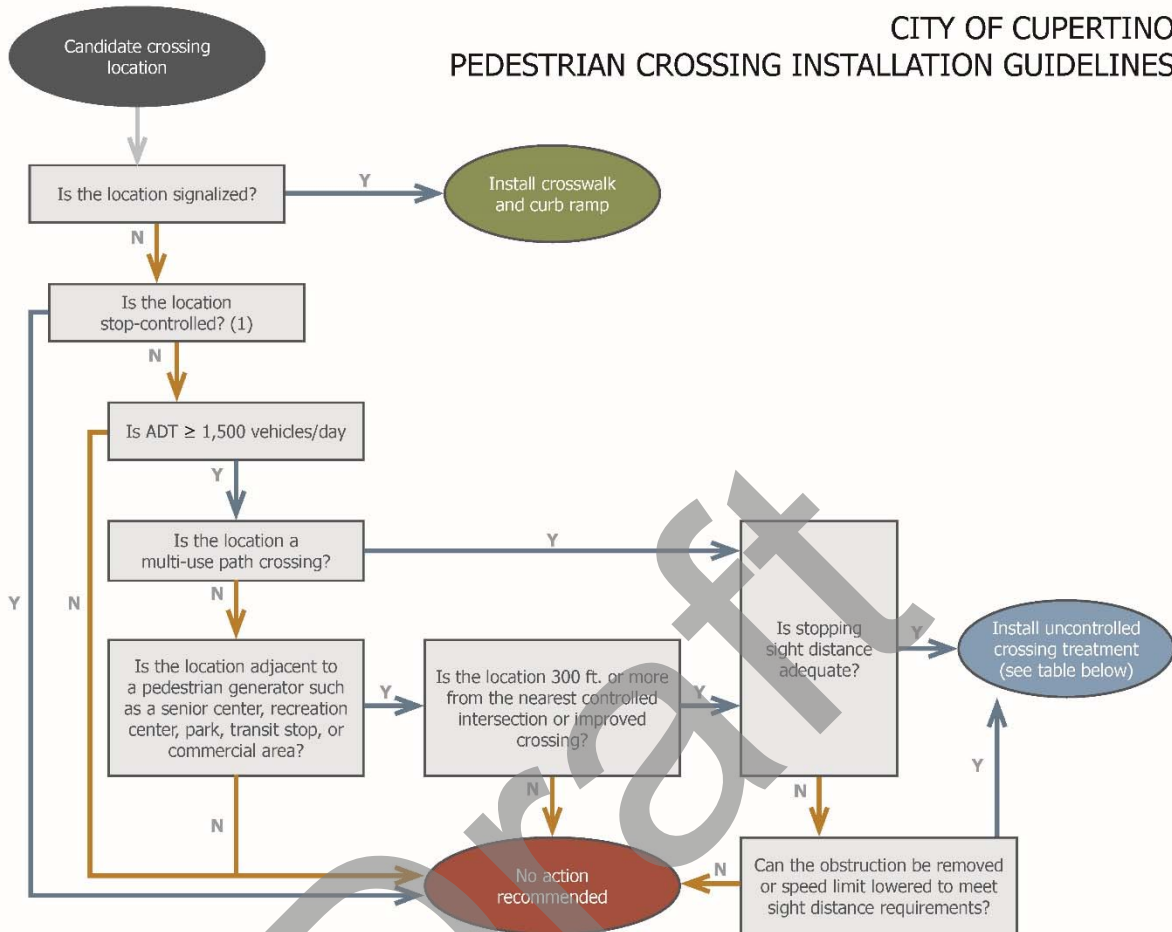 CITY OF CUPERTINO
PEDESTRIAN CROSSING INSTALLATION GUIDELINES
Candidate crossing
location
Is the location signalized?
Y
Install crosswalk
and curb ramp
N
Is the location
stop-controlled? (1)
N
Is ADT ≥ 1,500 vehicles/day
Y
Is the location a
multi-use path crossing?
Y
N
Y
N
Is the location adjacent to
a pedestrian generator such
as a senior center, recreation
center, park, transit stop, or
commercial area?
Y
Is the location 300 ft. or more
from the nearest controlled
intersection or improved
crossing?
Y
Is stopping
sight distance
adequate?
Y
Install uncontrolled
crossing treatment
(see table below)
N
N
N
Y
No action
recommended
N
Can the obstruction be removed
or speed limit lowered to meet
sight distance requirements?
Draft